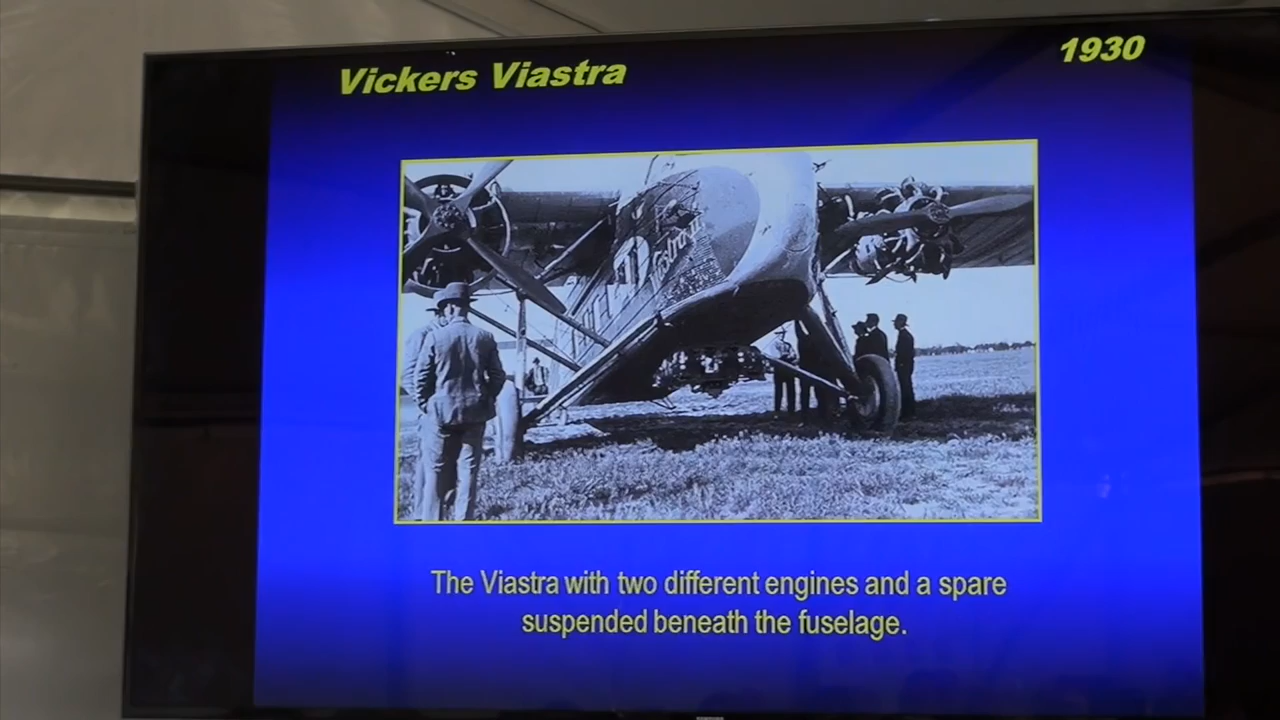 Vickers Viastra
1930
The Viastra with two different engines and a spare
suspended beneath the fuselage.